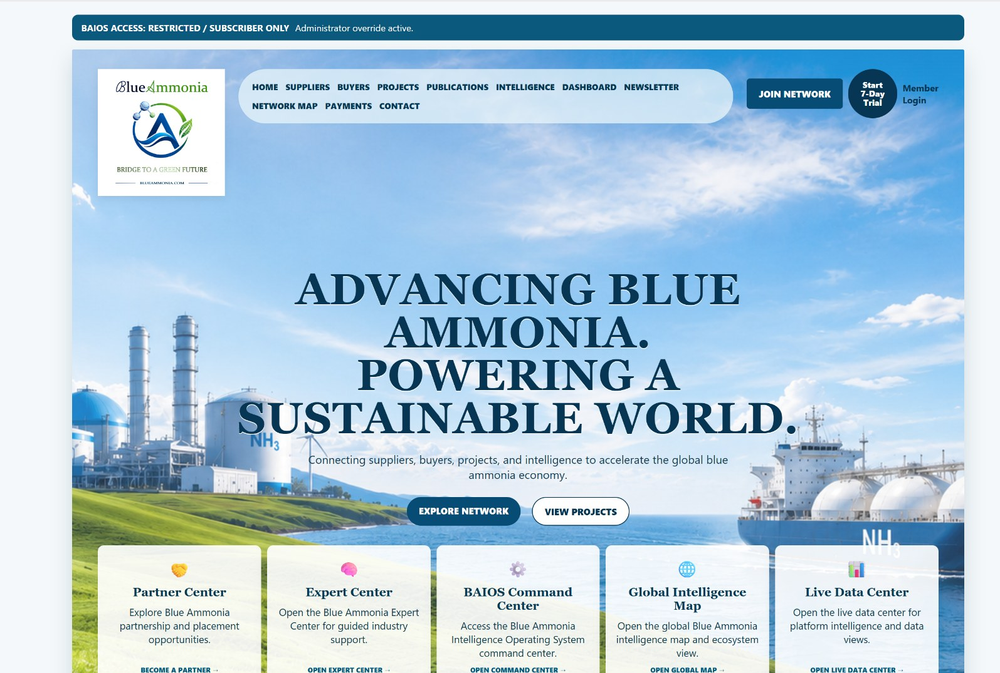 BAIOS ACCESS: RESTRICTED / SUBSCRIBER ONLY Administrator override active.
BlueAmmonia
A
BRIDGE TO A GREEN FUTURE
BLUEAMMONIA.COM
HOME SUPPLIERS BUYERS PROJECTS PUBLICATIONS INTELLIGENCE DASHBOARD NEWSLETTER
NETWORK MAP PAYMENTS CONTACT
JOIN NETWORK
Start
7-Day
Trial
Member
Login
ADVANCING BLUE
AMMONIA.
POWERING A
SUSTAINABLE WORLD.
NH₃
Connecting suppliers, buyers, projects, and intelligence to accelerate the global blue
ammonia economy.
EXPLORE NETWORK
VIEW PROJECTS
NH₃
Partner Center
Explore Blue Ammonia
partnership and placement
opportunities.
BECOME A PARTNER →
Expert Center
Open the Blue Ammonia Expert
Center for guided industry
support.
OPEN EXPERT CENTER →
BAIOS Command
Center
Access the Blue Ammonia
Intelligence Operating System
command center.
OPEN COMMAND CENTER →
Global Intelligence
Map
Open the global Blue Ammonia
intelligence map and ecosystem
view.
OPEN GLOBAL MAP →
Live Data Center
Open the live data center for
platform intelligence and data
views.
OPEN LIVE DATA CENTER →